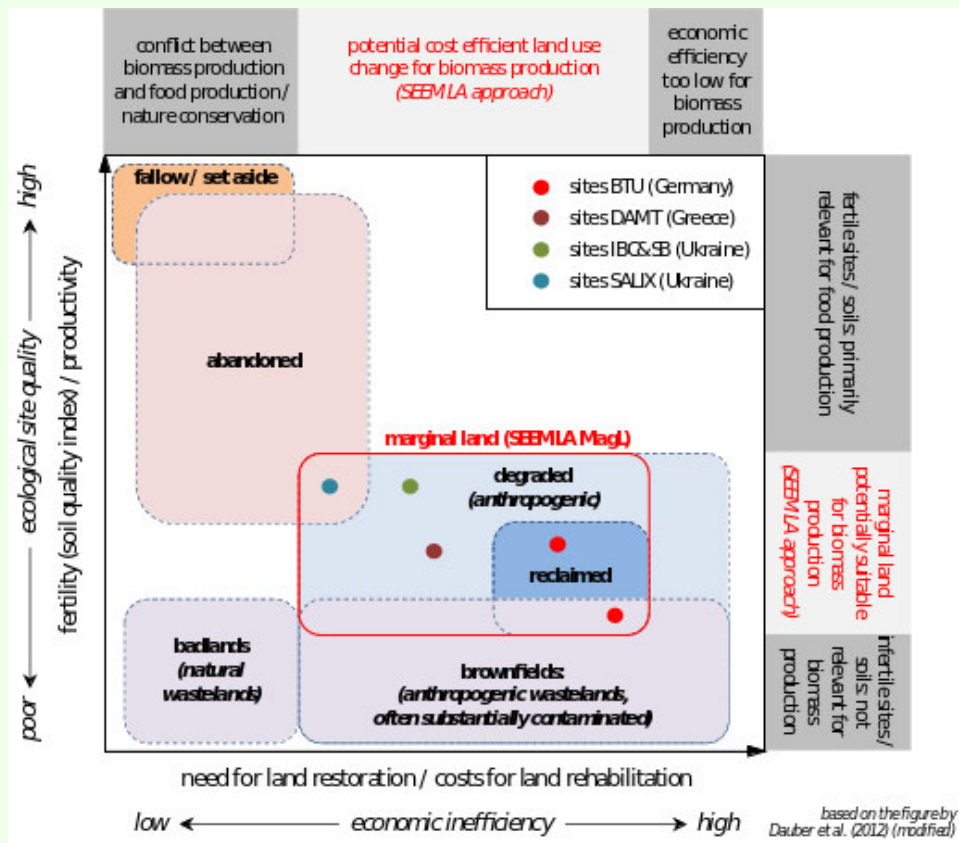 conflict between
biomass production
and food production/
nature conservation
potential cost efficient land use
change for biomass production
(SEEMLA approach)
economic
efficiency
too low for
biomass
production
high
ecological site quality
poor
fertility (soil quality index) / productivity
fallow / set aside
abandoned
sites BTU (Germany)
sites DAMT (Greece)
sites IBC&SB (Ukraine)
sites SALIX (Ukraine)
marginal land (SEEMLA MagL)
degraded
(anthropogenic)
reclaimed
badlands
(natural
wastelands)
brownfields:
(anthropogenic wastelands,
often substantially contaminated)
fertile sites/ soils: primarily
relevant for food production
marginal land
potentially suitable
for biomass
production
(SEEMLA approach)
infertile sites/
soils: not
relevant for
biomass
production
need for land restoration / costs for land rehabilitation
low
economic inefficiency
high
based on the figure by
Dauber et al. (2012) (modified)